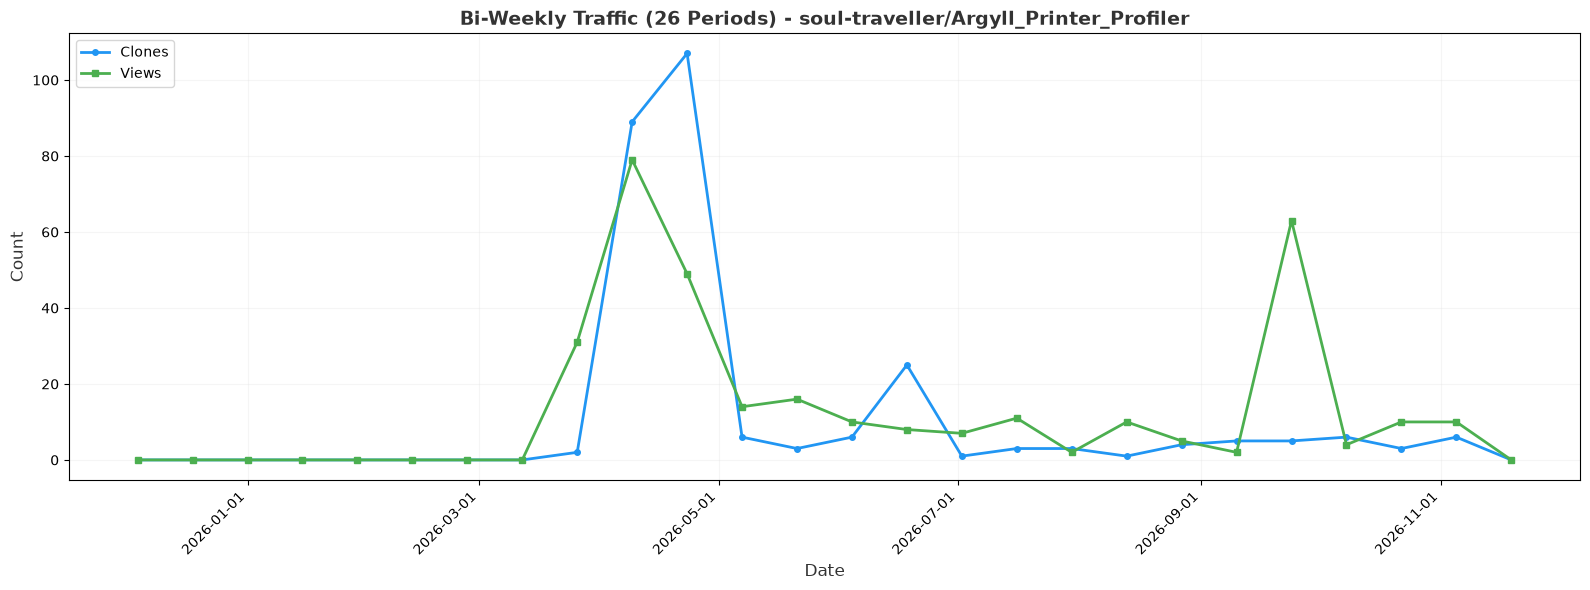 Bi-Weekly Traffic (26 Periods) - soul-traveller/Argyll_Printer_Profiler
Clones
Views
100
80
60
40
20
0
Count
2026-01-01
2026-03-01
2026-05-01
2026-07-01
2026-09-01
2026-11-01
Date